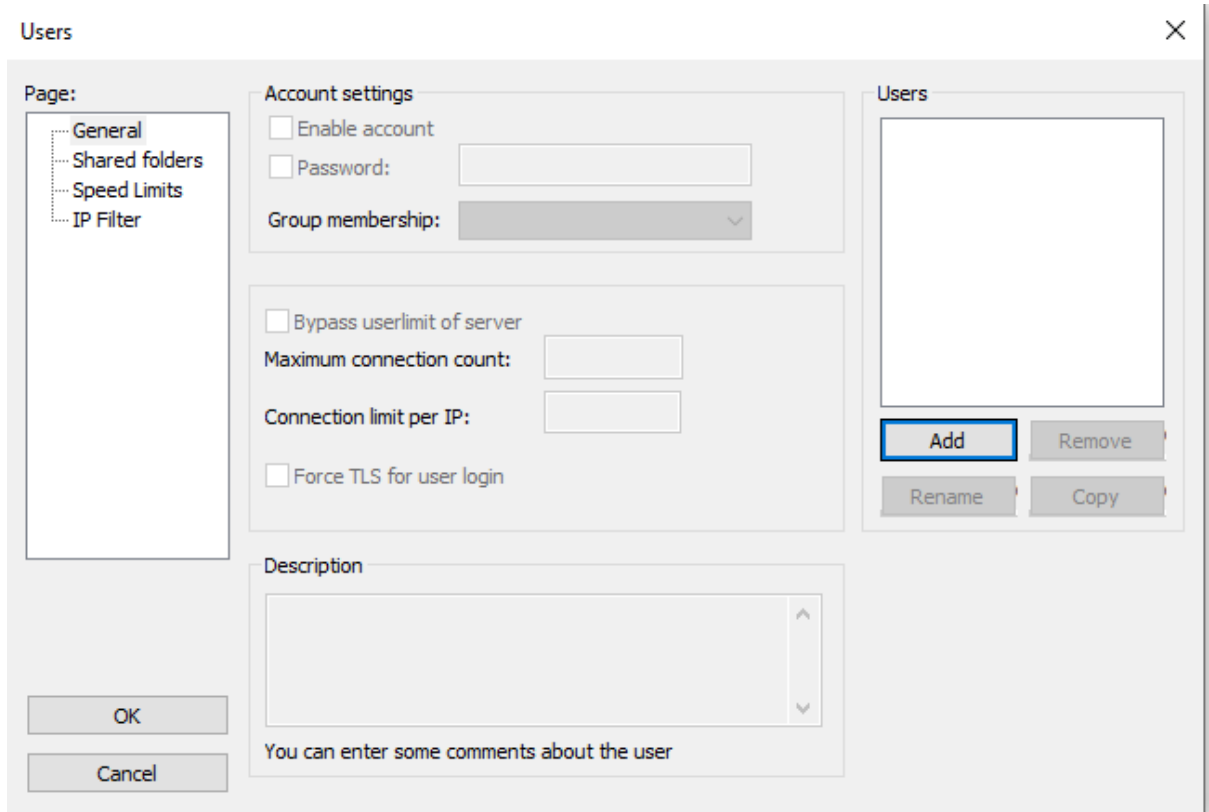 Users
Page:
General
Shared folders
Speed Limits
IP Filter
OK
Cancel
Account settings
Enable account
Password:
Group membership:
Bypass userlimit of server
Maximum connection count:
Connection limit per IP:
Force TLS for user login
Description
You can enter some comments about the user
Users
Add
Remove
Rename
Copy